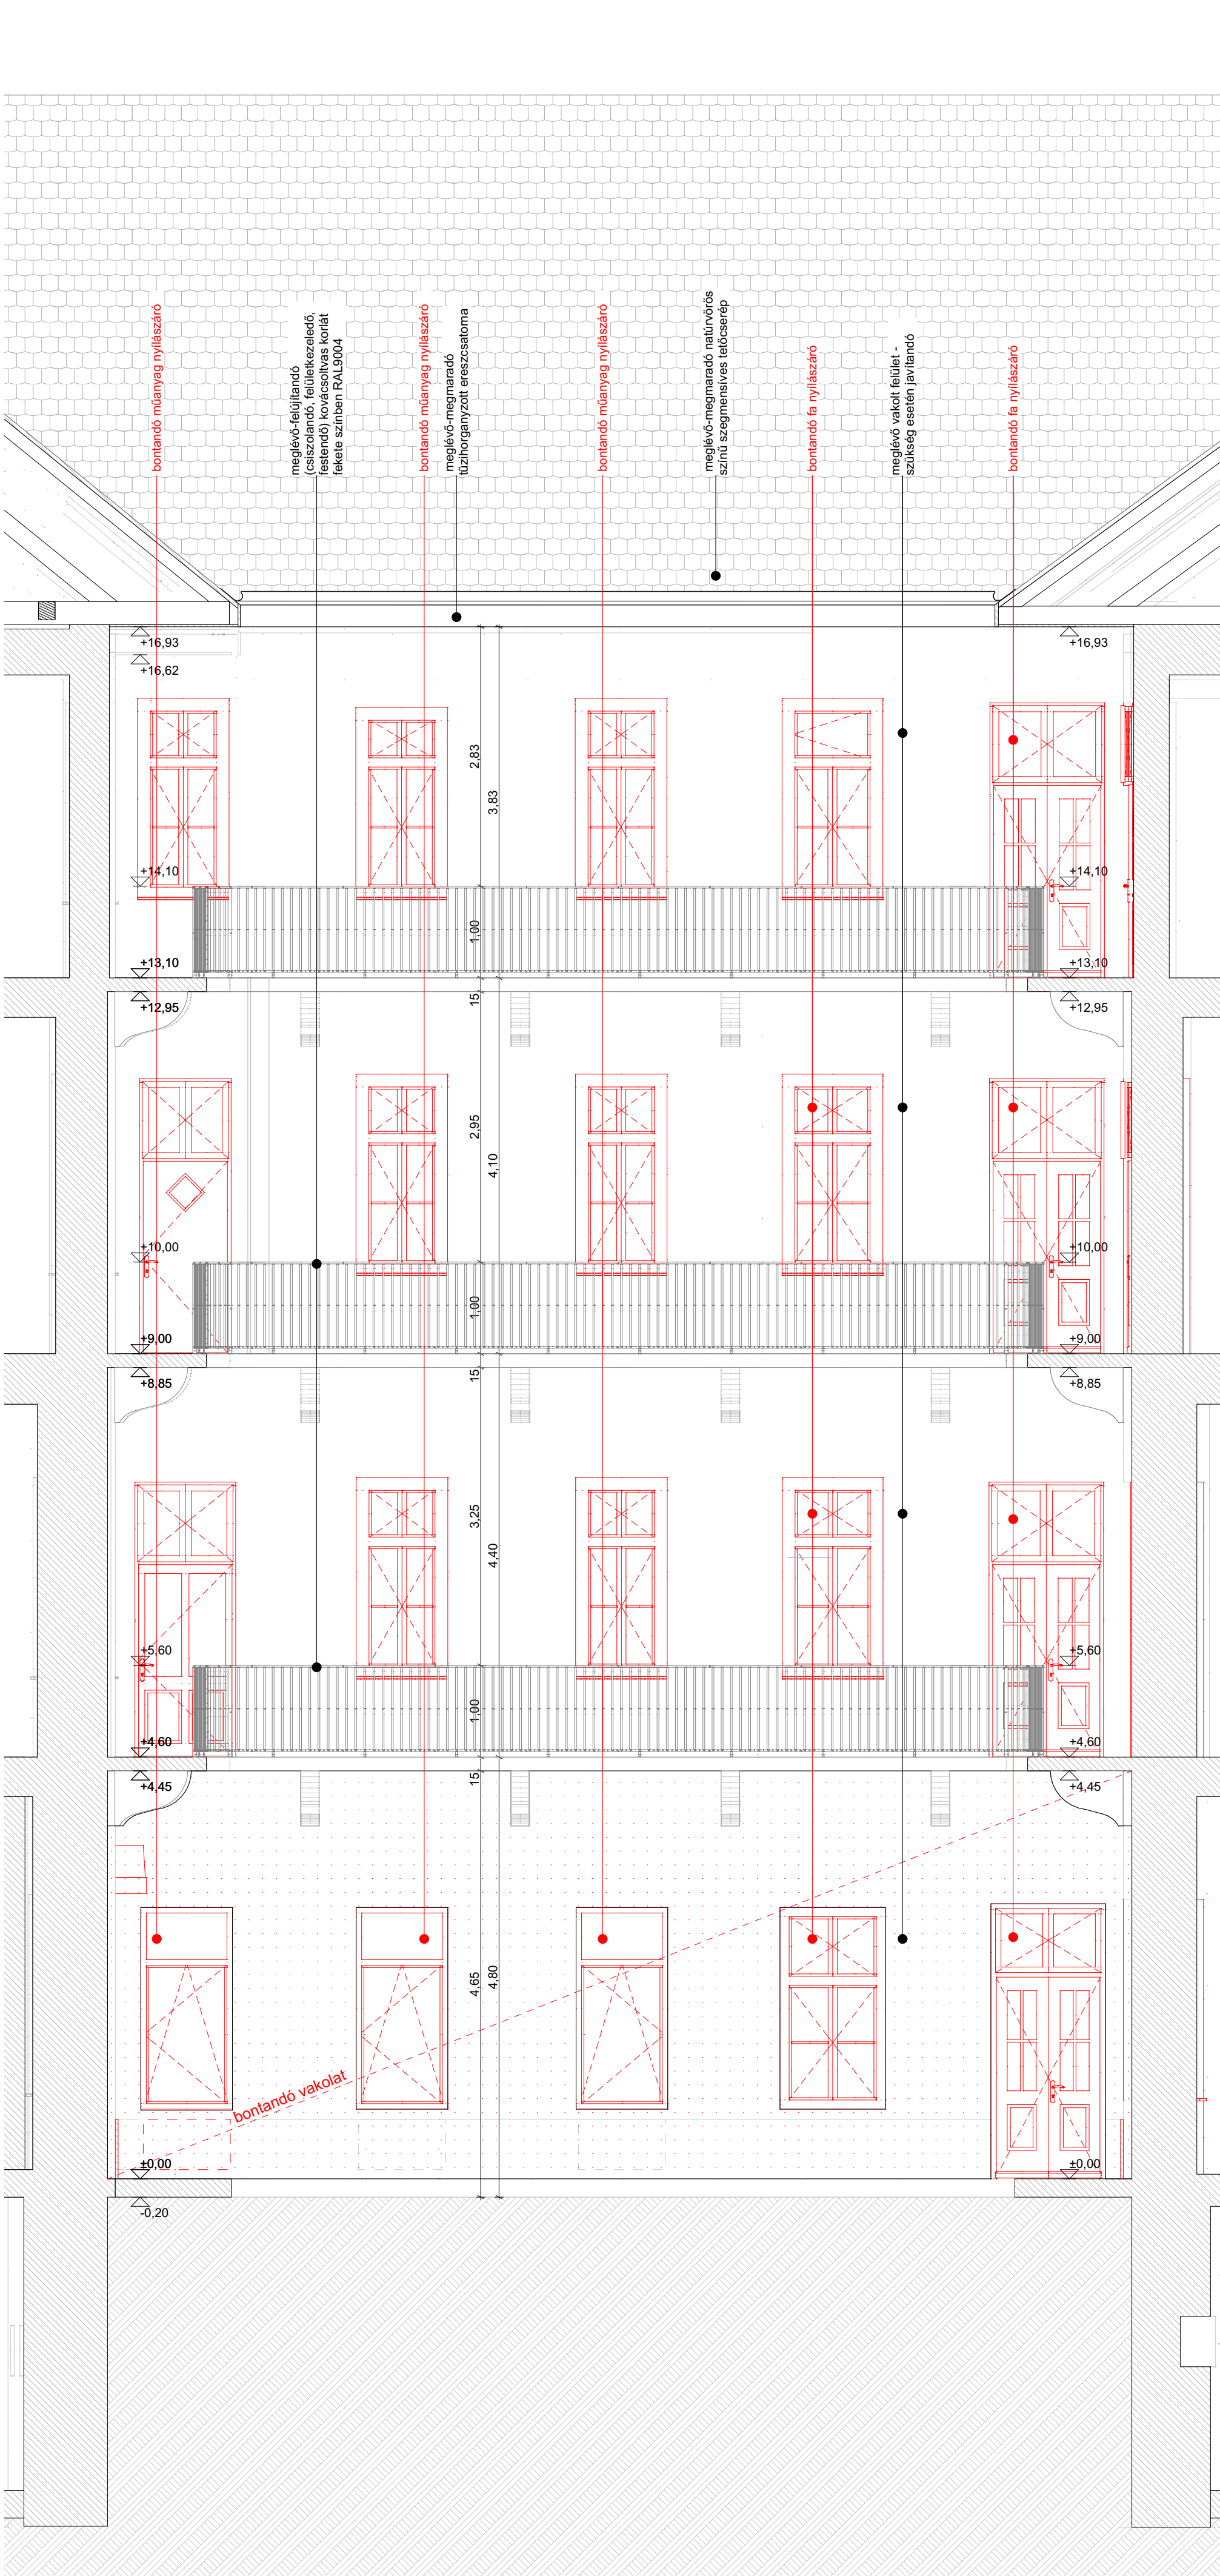 bontandó műanyag nyílászáró
meglévő-felújítandó
(csiszolandó, felületkezeledő,
festendő) kovácsoltvas korlát
fekete színben RAL9004
bontandó műanyag nyílászáró
meglévő-megmaradó
tűzihorganyzott ereszcsatorna
bontandó műanyag nyílászáró
meglévő-megmaradó natúrvörös
színű szegmensíves tetőcserép
bontandó fa nyílászáró
meglévő vakolt felület -
szükség esetén javítandó
bontandó fa nyílászáró
+16,93
+16,93
+16,62
2,83
3,83
+14,10
+14,10
1,00
+13,10
+13,10
15
+12,95
+12,95
2,95
4,10
+10,00
+10,00
1,00
+9,00
+9,00
15
+8,85
+8,85
3,25
4,40
+5,60
+5,60
1,00
+4,60
+4,60
15
+4,45
+4,45
4,65
4,80
bontandó vakolat
±0,00
±0,00
-0,20